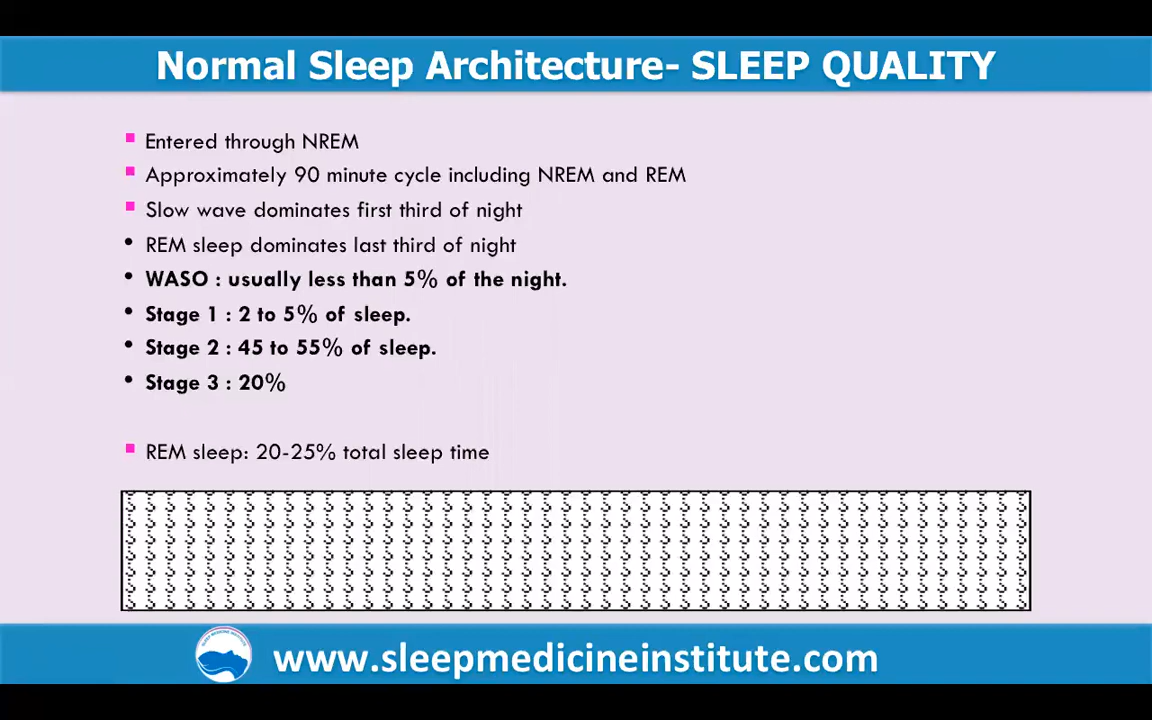 Normal Sleep Architecture- SLEEP QUALITY
Entered through NREM
Approximately 90 minute cycle including NREM and REM
Slow wave dominates first third of night
REM sleep dominates last third of night
WASO : usually less than 5% of the night.
Stage 1 : 2 to 5% of sleep.
Stage 2 : 45 to 55% of sleep.
Stage 3 : 20%
REM sleep: 20-25% total sleep time
www.sleepmedicineinstitute.com